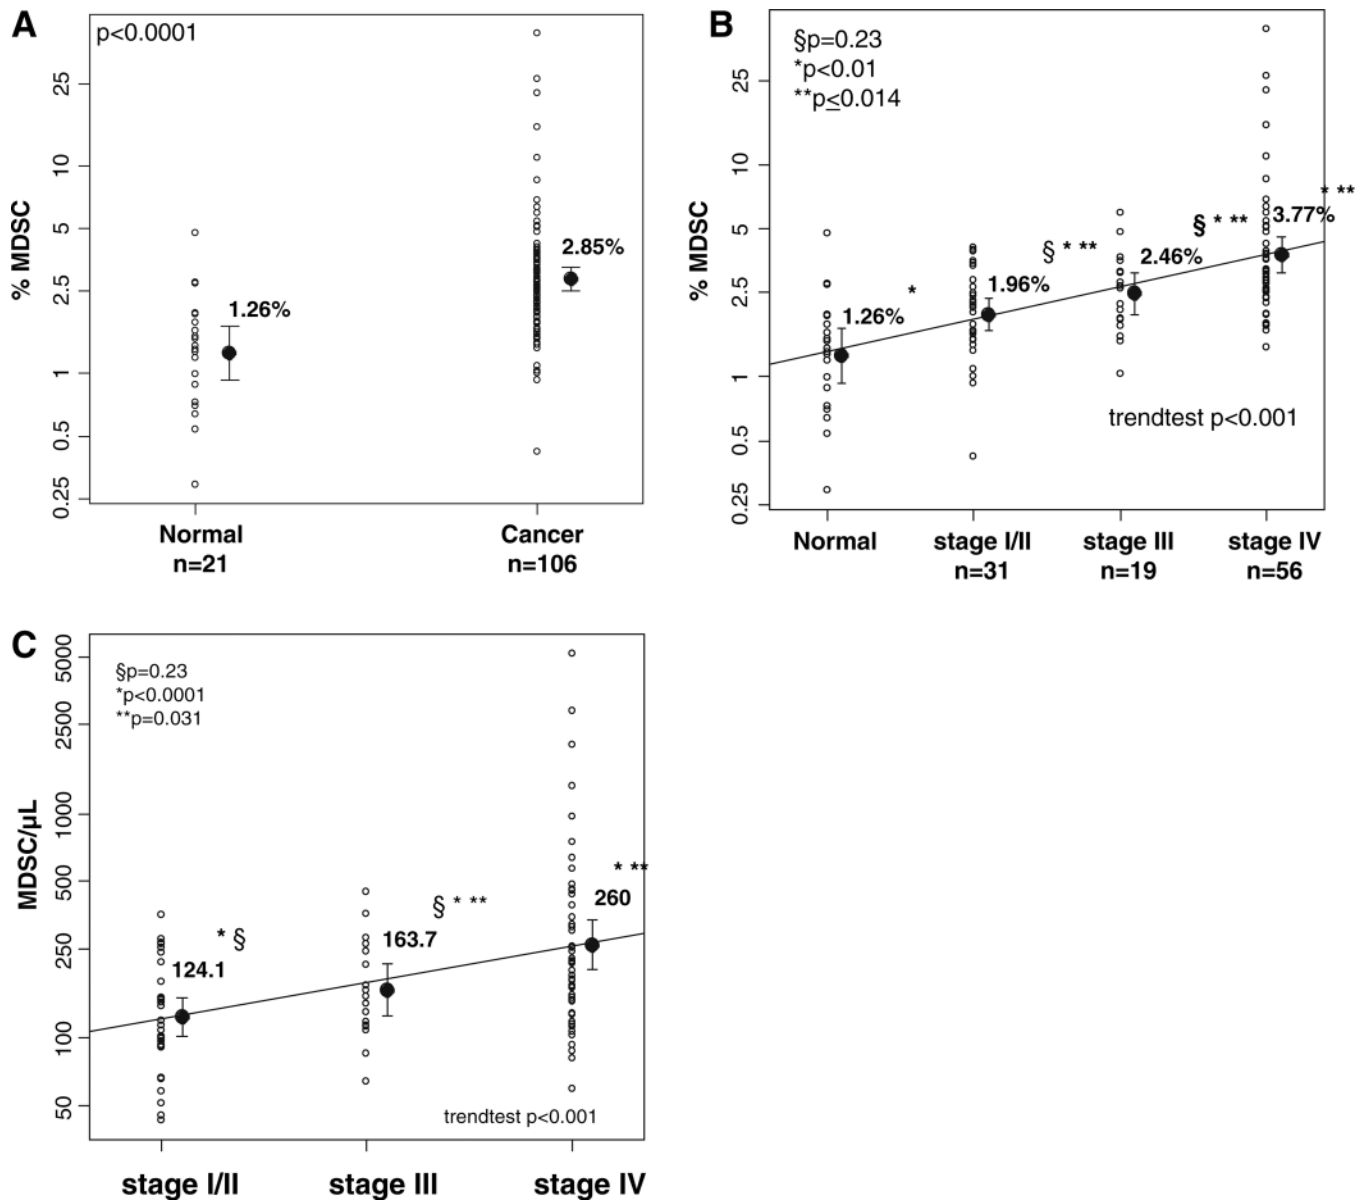 A
p<0.0001
% MDSC
25
10
5
2.5
1
0.5
0.25
1.26%
2.85%
Normal
n=21
Cancer
n=106
B
§p=0.23
*p<0.01
**p≤0.014
% MDSC
25
10
5
2.5
1
0.5
0.25
1.26%
*
1.96%
§ * **
2.46%
§ * **
3.77%
* **
trendtest p<0.001
Normal
stage I/II
n=31
stage III
n=19
stage IV
n=56
C
§p=0.23
*p<0.0001
**p=0.031
MDSC/µL
5000
2500
1000
500
250
100
50
* §
124.1
§ * **
163.7
* **
260
trendtest p<0.001
stage I/II
stage III
stage IV